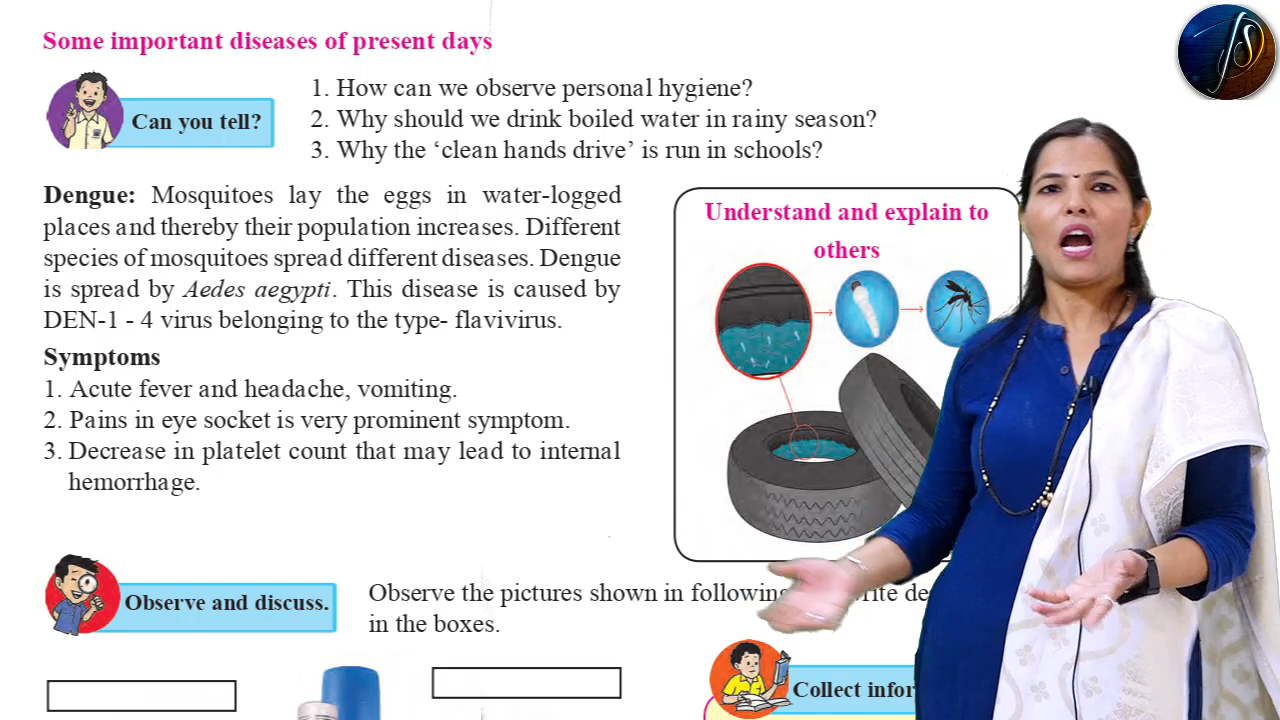 Some important diseases of present days
Can you tell?
1. How can we observe personal hygiene?
2. Why should we drink boiled water in rainy season?
3. Why the ‘clean hands drive’ is run in schools?
Dengue: Mosquitoes lay the eggs in water-logged
places and thereby their population increases. Different
species of mosquitoes spread different diseases. Dengue
is spread by Aedes aegypti. This disease is caused by
DEN-1 - 4 virus belonging to the type- flavivirus.
Symptoms
1. Acute fever and headache, vomiting.
2. Pains in eye socket is very prominent symptom.
3. Decrease in platelet count that may lead to internal
hemorrhage.
Understand and explain to
others
Observe and discuss.
Observe the pictures shown in following
in the boxes.
Collect